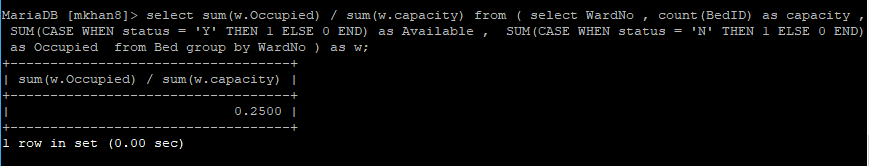 MariaDB [mkhan8]> select sum(w.Occupied) / sum(w.capacity) from ( select WardNo , count(BedID) as capacity ,
SUM(CASE WHEN status = 'Y' THEN 1 ELSE 0 END) as Available ,  SUM(CASE WHEN status = 'N' THEN 1 ELSE 0 END)
as Occupied  from Bed group by WardNo ) as w;
+-----------------------------------+
| sum(w.Occupied) / sum(w.capacity) |
+-----------------------------------+
|                            0.2500 |
+-----------------------------------+
1 row in set (0.00 sec)